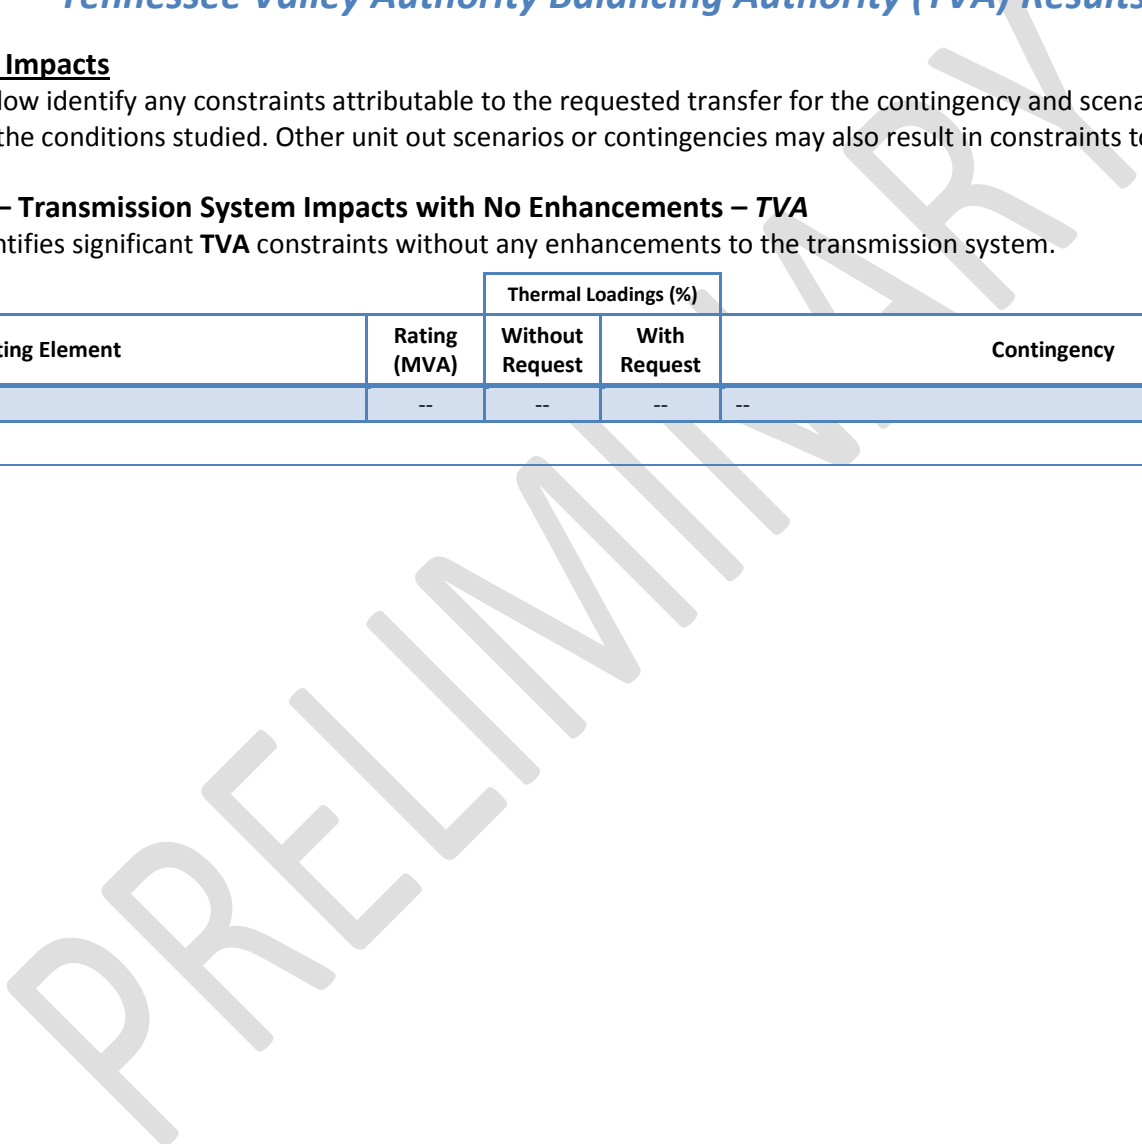 Tennessee Valley Authority Balancing Authority (TVA) Results
Impacts
low identify any constraints attributable to the requested transfer for the contingency and scena
the conditions studied. Other unit out scenarios or contingencies may also result in constraints to
– Transmission System Impacts with No Enhancements – TVA
ntifies significant TVA constraints without any enhancements to the transmission system.
Thermal Loadings (%)
ting Element
Rating
(MVA)
Without
Request
With
Request
Contingency
--
--
--
--
PRELIMINARY